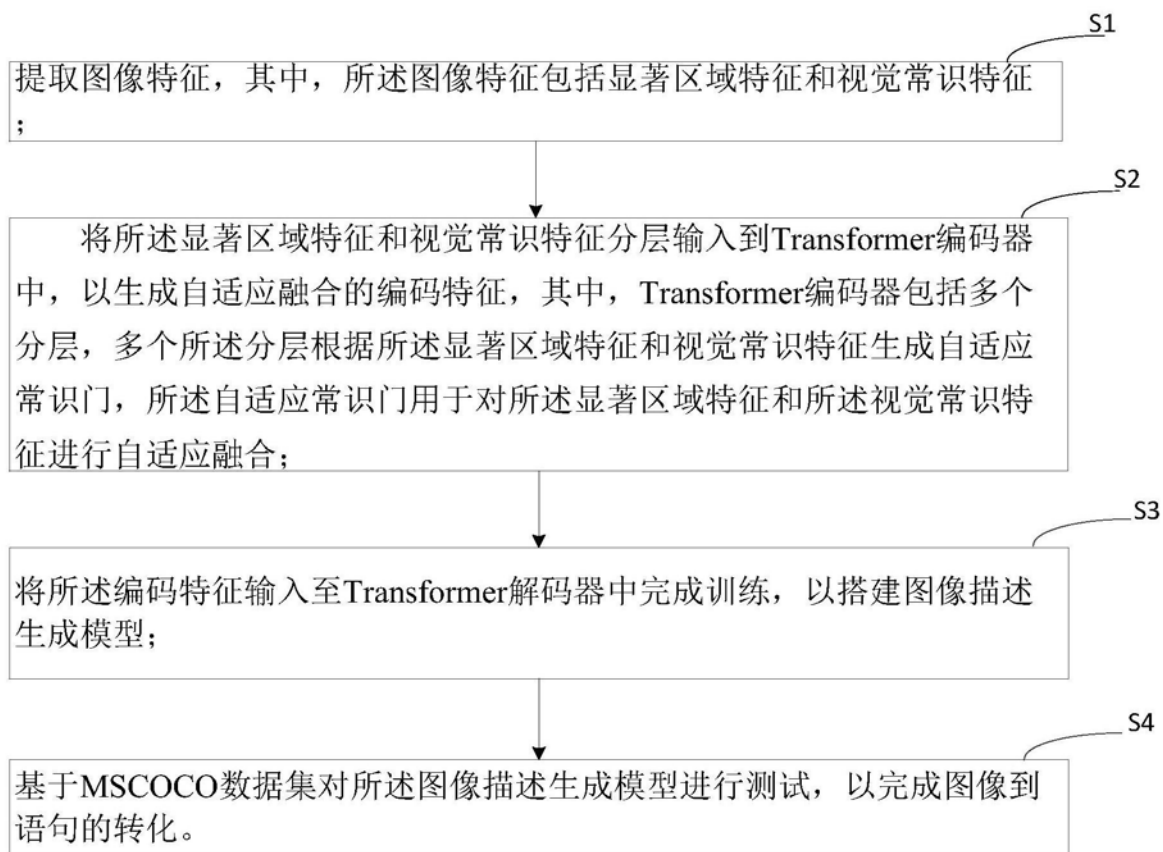 S1
提取图像特征，其中，所述图像特征包括显著区域特征和视觉常识特征
；
S2
将所述显著区域特征和视觉常识特征分层输入到Transformer编码器
中，以生成自适应融合的编码特征，其中，Transformer编码器包括多个
分层，多个所述分层根据所述显著区域特征和视觉常识特征生成自适应
常识门，所述自适应常识门用于对所述显著区域特征和所述视觉常识特
征进行自适应融合；
S3
将所述编码特征输入至Transformer解码器中完成训练，以搭建图像描述
生成模型；
S4
基于MSCOCO数据集对所述图像描述生成模型进行测试，以完成图像到
语句的转化。